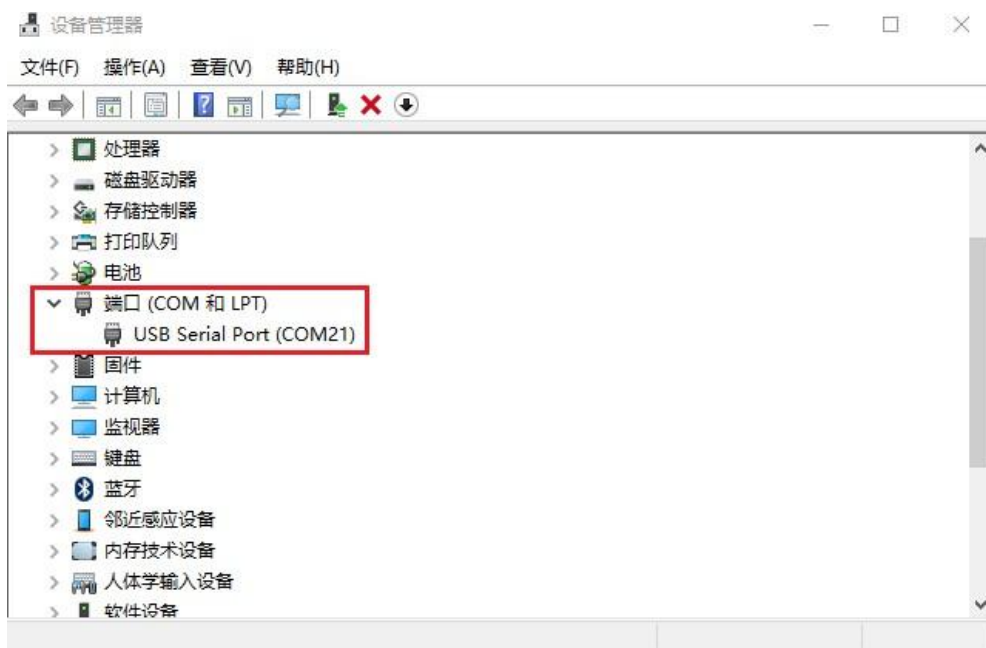 设备管理器
文件(F) 操作(A) 查看(V) 帮助(H)
处理器
磁盘驱动器
存储控制器
打印队列
电池
端口 (COM 和 LPT)
USB Serial Port (COM21)
固件
计算机
监视器
键盘
蓝牙
邻近感应设备
内存技术设备
人体学输入设备
软件设备